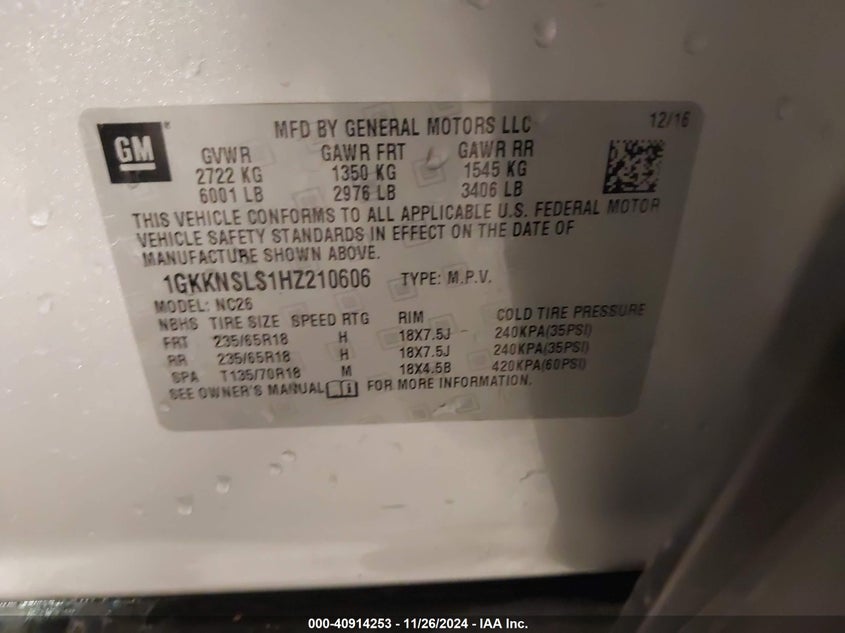 GM
MFD BY GENERAL MOTORS LLC 12/16
GVWR GAWR FRT GAWR RR
2722 KG 1350 KG 1545 KG
6001 LB 2976 LB 3406 LB
THIS VEHICLE CONFORMS TO ALL APPLICABLE U.S. FEDERAL MOTOR
VEHICLE SAFETY STANDARDS IN EFFECT ON THE DATE OF
MANUFACTURE SHOWN ABOVE.
1GKKNSLS1HZ210606 TYPE: M.P.V.
MODEL: NC26
NBHS TIRE SIZE SPEED RTG RIM COLD TIRE PRESSURE
FRT 235/65R18 H 18X7.5J 240KPA(35PSI)
RR 235/65R18 H 18X7.5J 240KPA(35PSI)
SPA T135/70R18 M 18X4.5B 420KPA(60PSI)
SEE OWNER'S MANUAL FOR MORE INFORMATION.
000-40914253 - 11/26/2024 - IAA Inc.